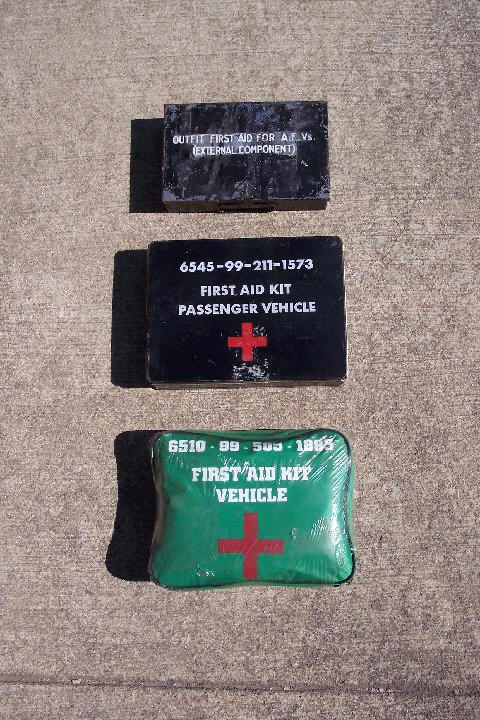 OUTFIT FIRST AID FOR A.F.Vs.
(EXTERNAL COMPONENT)
6545-99-211-1573
FIRST AID KIT
PASSENGER VEHICLE
6510 - 99 - 503 - 1885
FIRST AID KIT
VEHICLE